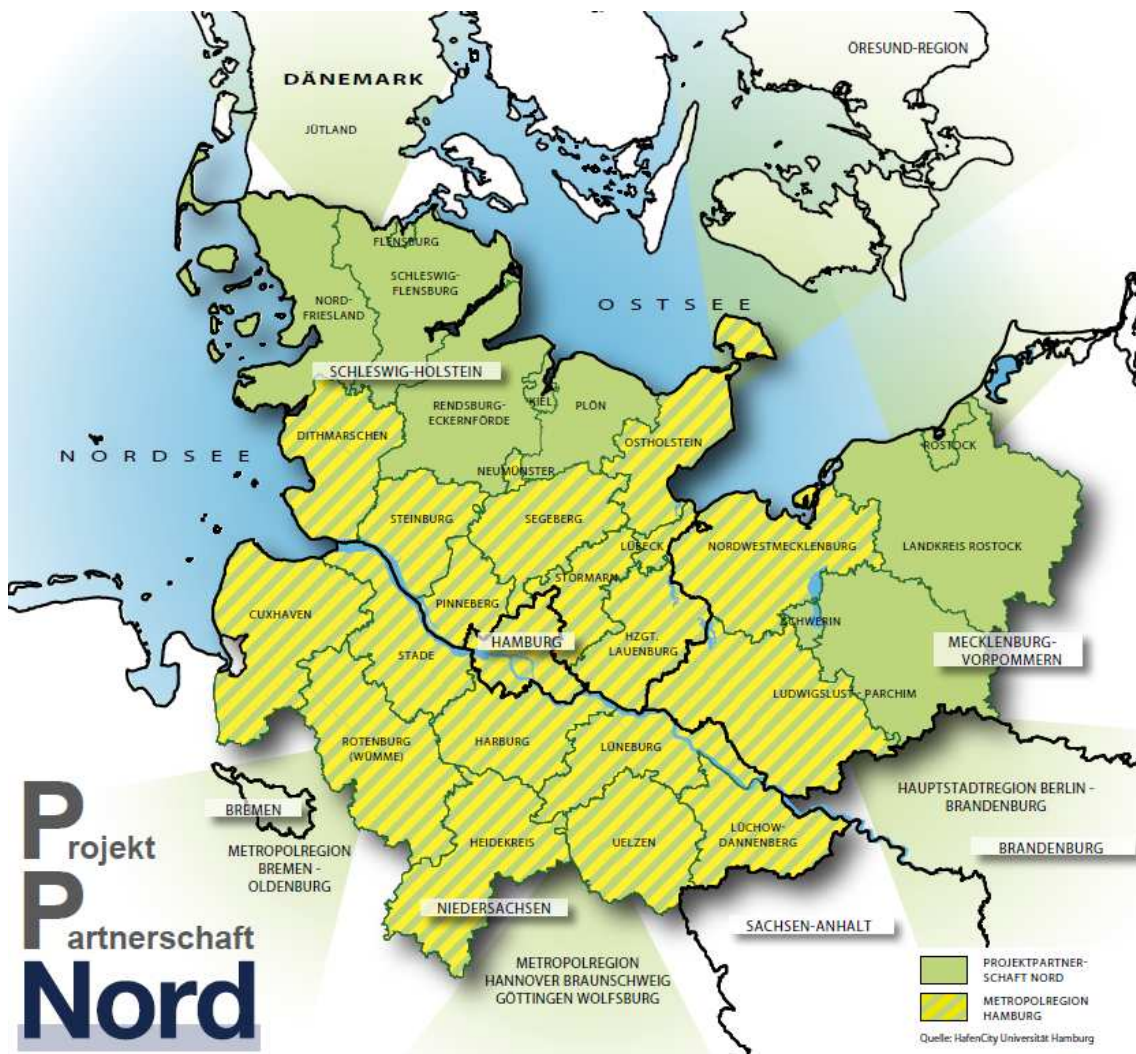 ÖRESUND-REGION
DÄNEMARK
JÜTLAND
FLENSBURG
SCHLESWIG-
FLENSBURG
NORD-
FRIESLAND
OSTSEE
SCHLESWIG-HOLSTEIN
RENDSBURG-
ECKERNFÖRDE
KIEL
PLÖN
DITHMARSCHEN
OSTHOLSTEIN
ROSTOCK
NORDSEE
NEUMÜNSTER
STEINBURG
SEGEBERG
LÜBECK
NORDWESTMECKLENBURG
LANDKREIS ROSTOCK
STORMARN
CUXHAVEN
PINNEBERG
SCHWERIN
HAMBURG
HZGT.
LAUENBURG
MECKLENBURG-
VORPOMMERN
STADE
LUDWIGSLUST - PARCHIM
ROTENBURG
(WÜMME)
HARBURG
LÜNEBURG
HAUPTSTADTREGION BERLIN -
BRANDENBURG
BREMEN
METROPOLREGION
BREMEN -
OLDENBURG
HEIDEKREIS
UELZEN
LÜCHOW-
DANNENBERG
BRANDENBURG
NIEDERSACHSEN
SACHSEN-ANHALT
METROPOLREGION
HANNOVER BRAUNSCHWEIG
GÖTTINGEN WOLFSBURG
Projekt
Partnerschaft
Nord
PROJEKTPARTNER-
SCHAFT NORD
METROPOLREGION
HAMBURG
Quelle: HafenCity Universität Hamburg